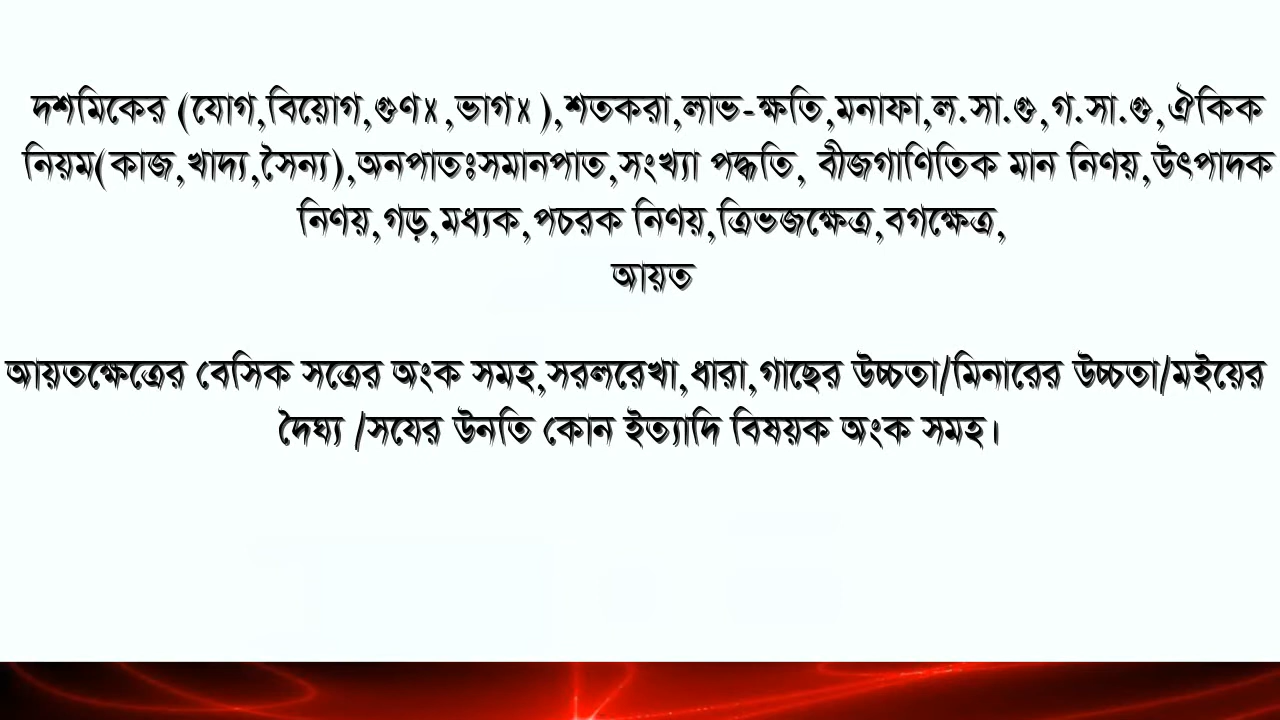 দশমিকের (যোগ,বিয়োগ,গুণ×,ভাগ×),শতকরা,লাভ-ক্ষতি,মনাফা,ল.সা.গু,গ.সা.গু,ঐকিক
নিয়ম(কাজ,খাদ্য,সৈন্য),অনপাতঃসমানপাত,সংখ্যা পদ্ধতি, বীজগাণিতিক মান নিণয়,উৎপাদক
নিণয়,গড়,মধ্যক,পচরক নিণয়,ত্রিভজক্ষেত্র,বগক্ষেত্র,
আয়ত
আয়তক্ষেত্রের বেসিক সত্রের অংক সমহ,সরলরেখা,ধারা,গাছের উচ্চতা/মিনারের উচ্চতা/মইয়ের
দৈঘ্য /সযের উনতি কোন ইত্যাদি বিষয়ক অংক সমহ।